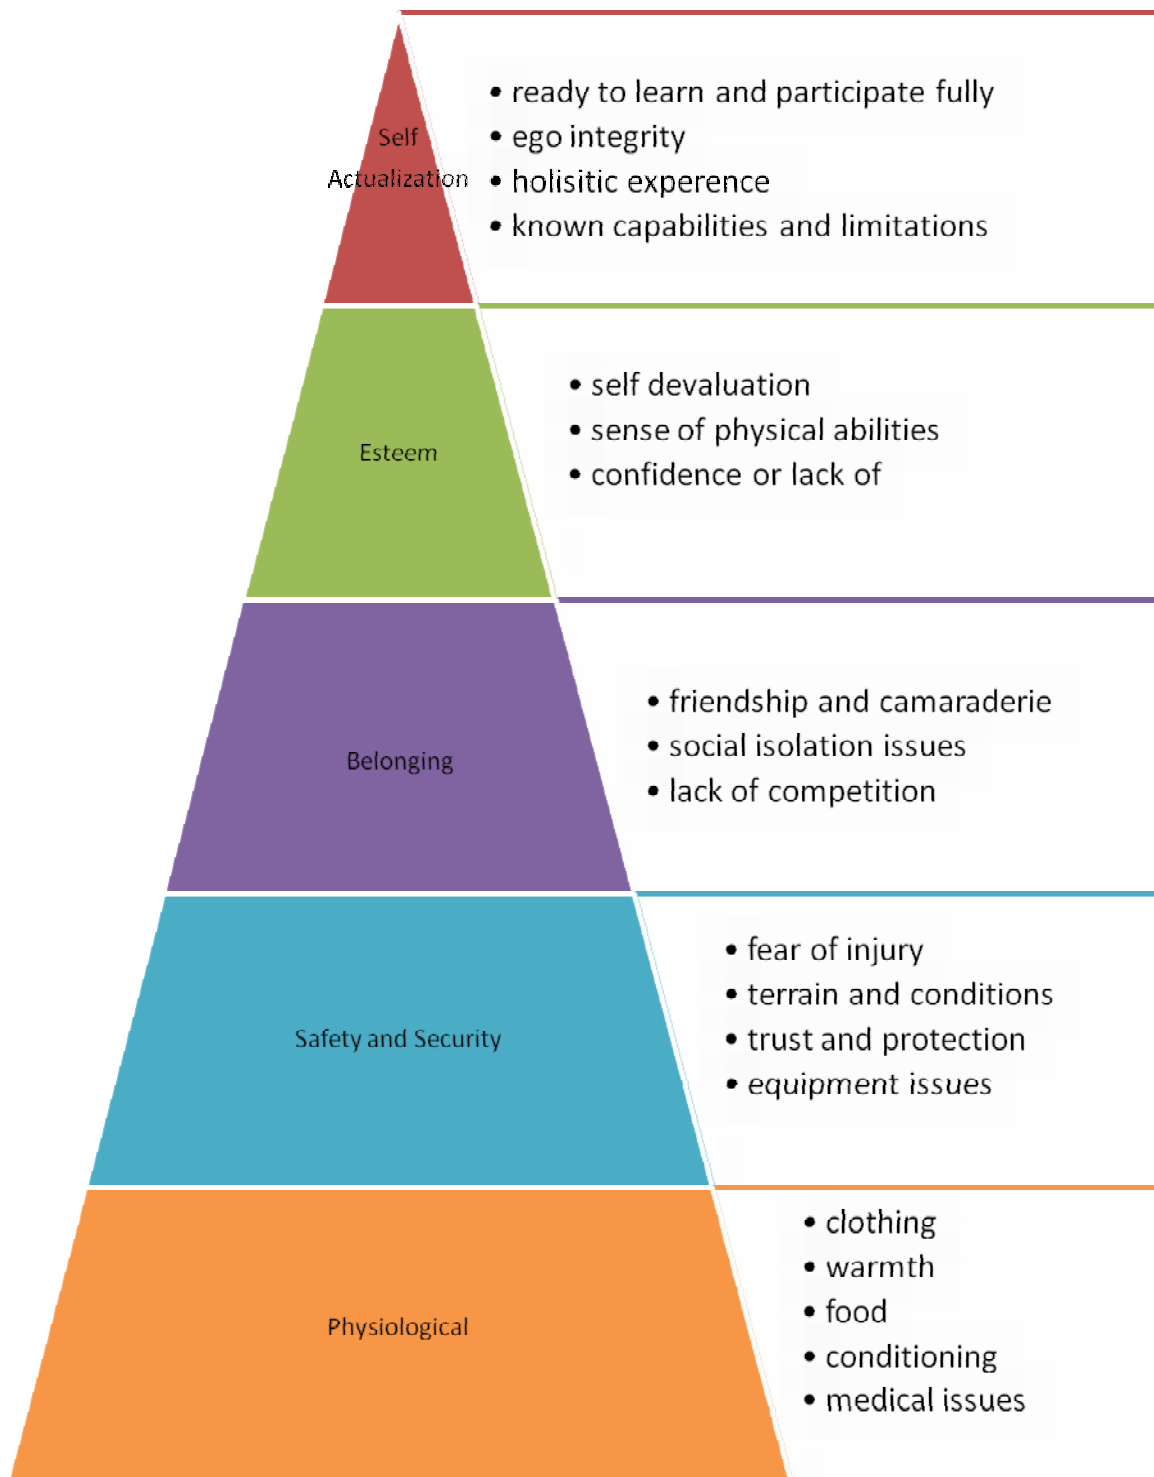 Self
Actualization
• ready to learn and participate fully
• ego integrity
• holisitic experence
• known capabilities and limitations
Esteem
• self devaluation
• sense of physical abilities
• confidence or lack of
Belonging
• friendship and camaraderie
• social isolation issues
• lack of competition
Safety and Security
• fear of injury
• terrain and conditions
• trust and protection
• equipment issues
Physiological
• clothing
• warmth
• food
• conditioning
• medical issues